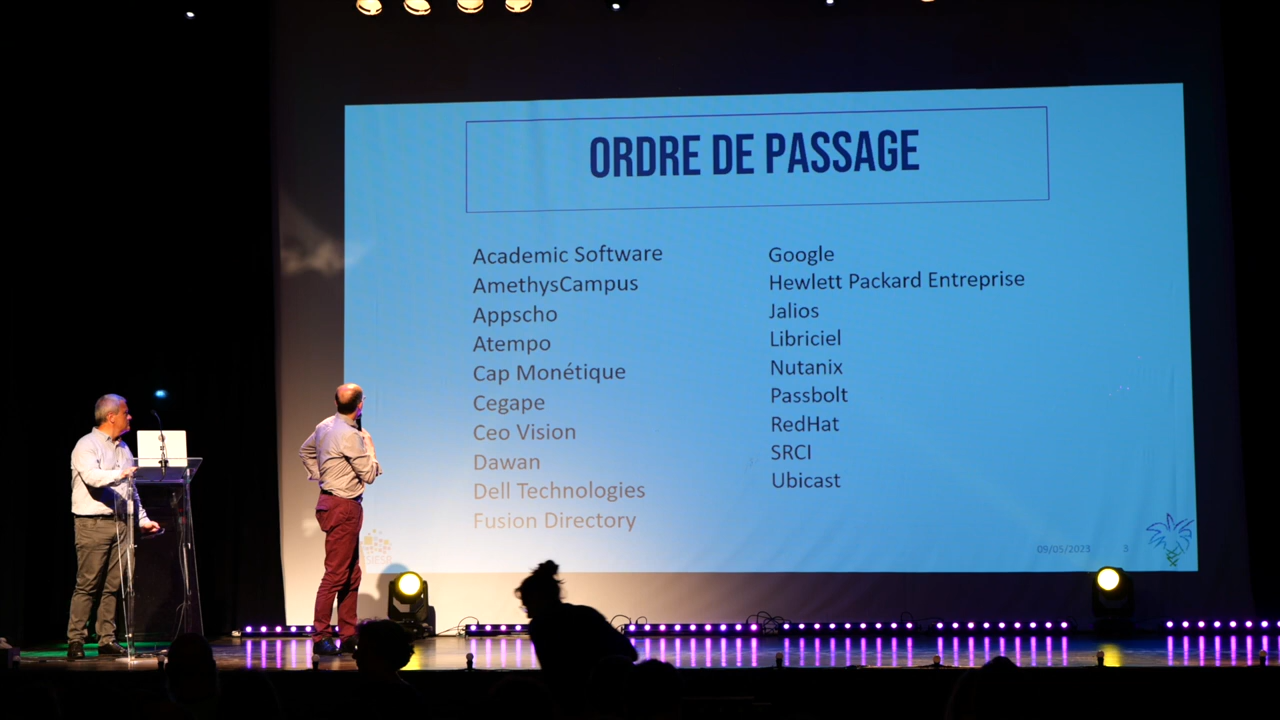 ORDRE DE PASSAGE
Academic Software
AmethysCampus
Appscho
Atempo
Cap Monétique
Cegape
Ceo Vision
Dawan
Dell Technologies
Fusion Directory
Google
Hewlett Packard Entreprise
Jalios
Libriciel
Nutanix
Passbolt
RedHat
SRCI
Ubicast
09/05/2023 3